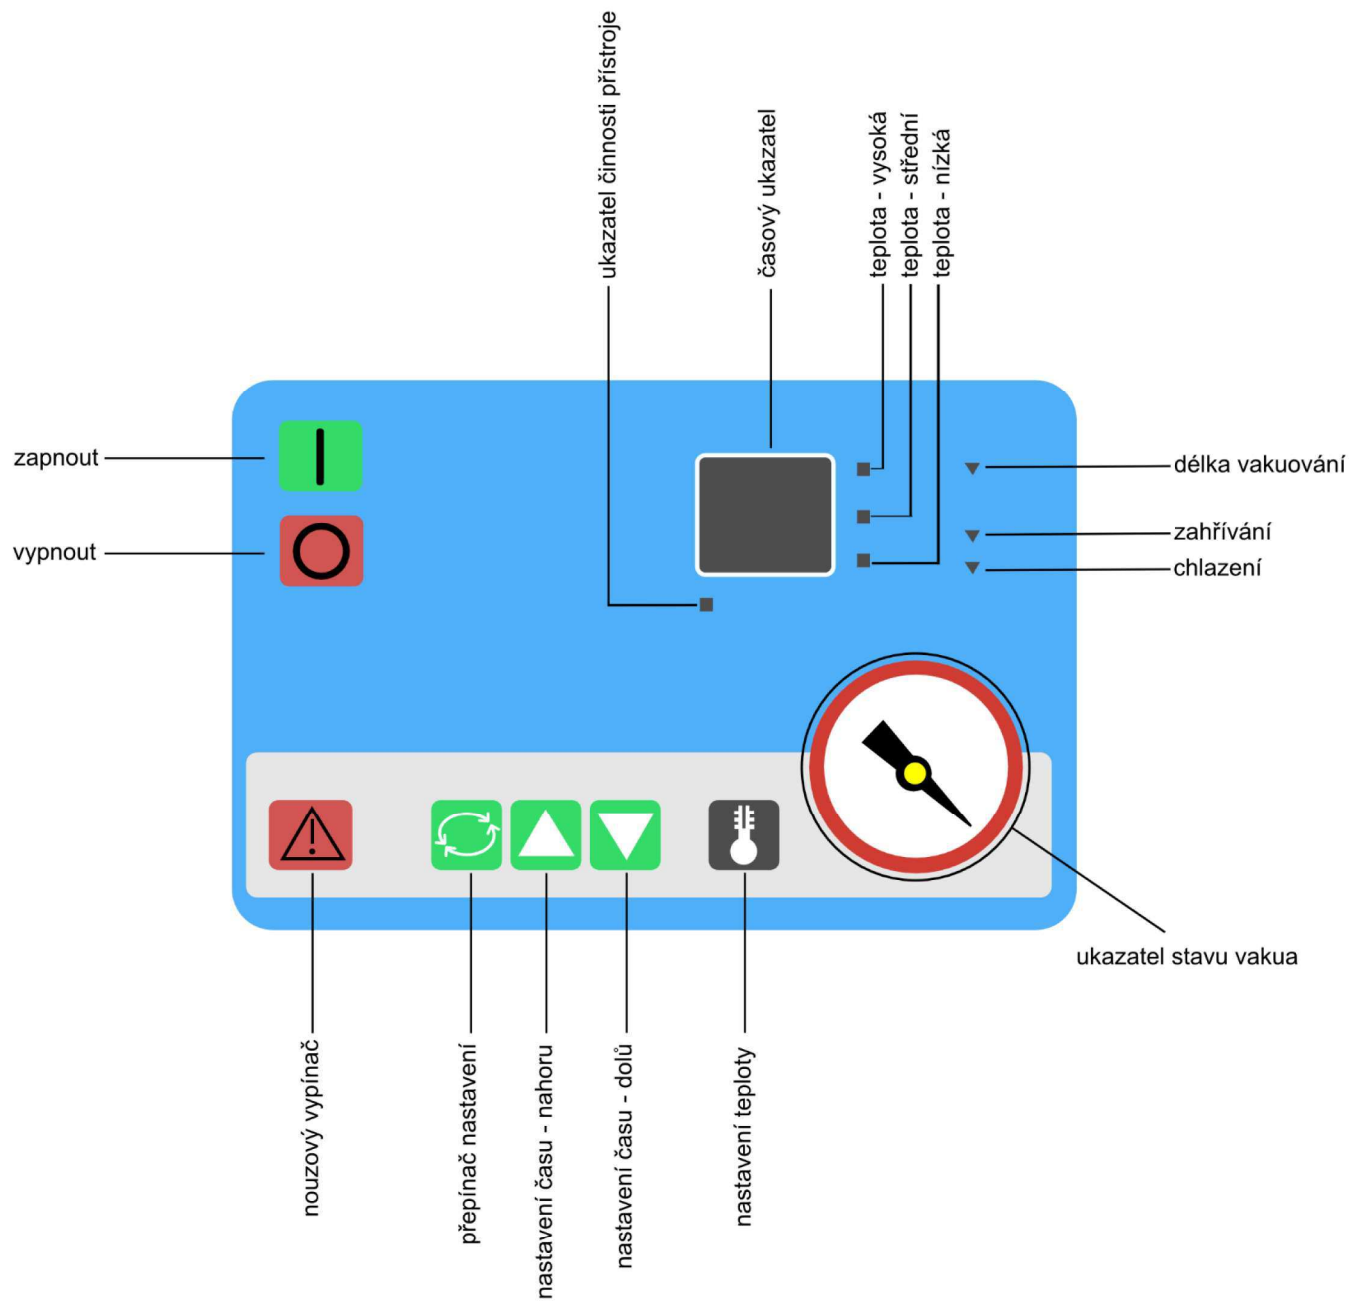 ukazatel činnosti přístroje
časový ukazatel
teplota - vysoká
teplota - střední
teplota - nízká
zapnout
vypnout
délka vakuování
zahřívání
chlazení
ukazatel stavu vakua
nouzový vypínač
přepínač nastavení
nastavení času - nahoru
nastavení času - dolů
nastavení teploty